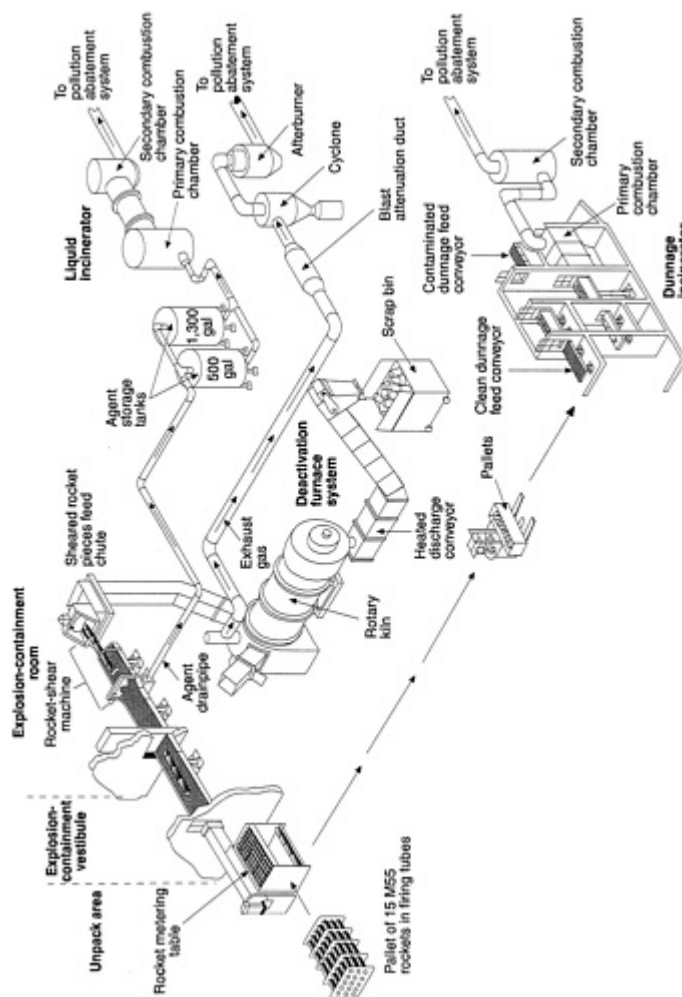 Unpack area
Explosion-
containment
vestibule
Explosion-containment
room
Rocket-shear
machine
Sheared rocket
pieces feed
chute
Rocket metering
table
Pallet of 15 M55
rockets in firing tubes
Agent
drainpipe
Agent
storage
tanks
500
gal
1,300
gal
Liquid
incinerator
Primary combustion
chamber
Secondary combustion
chamber
To
pollution
abatement
system
Exhaust
gas
Rotary
kiln
Deactivation
furnace
system
Heated
discharge
conveyor
Scrap bin
Blast
attenuation duct
Cyclone
Afterburner
To
pollution
abatement
system
Pallets
Clean dunnage
feed conveyor
Contaminated
dunnage feed
conveyor
Dunnage
incinerator
Primary combustion
chamber
Secondary
combustion
chamber
To
pollution
abatement
system